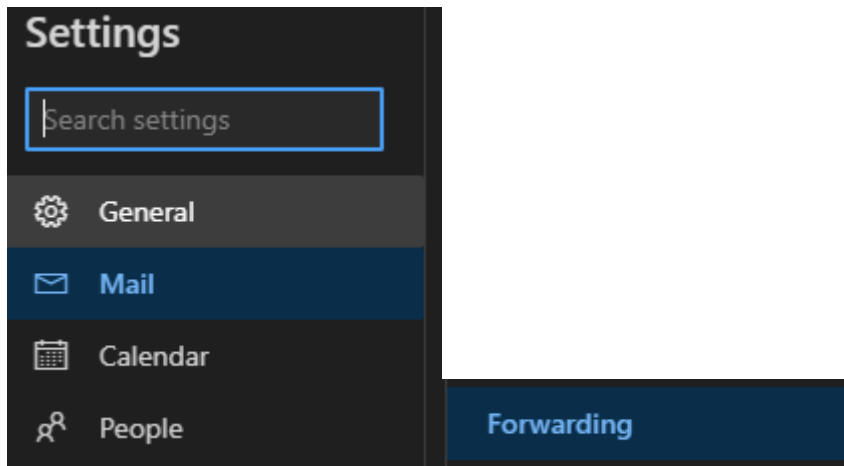 Settings
Search settings
General
Mail
Calendar
People
Forwarding